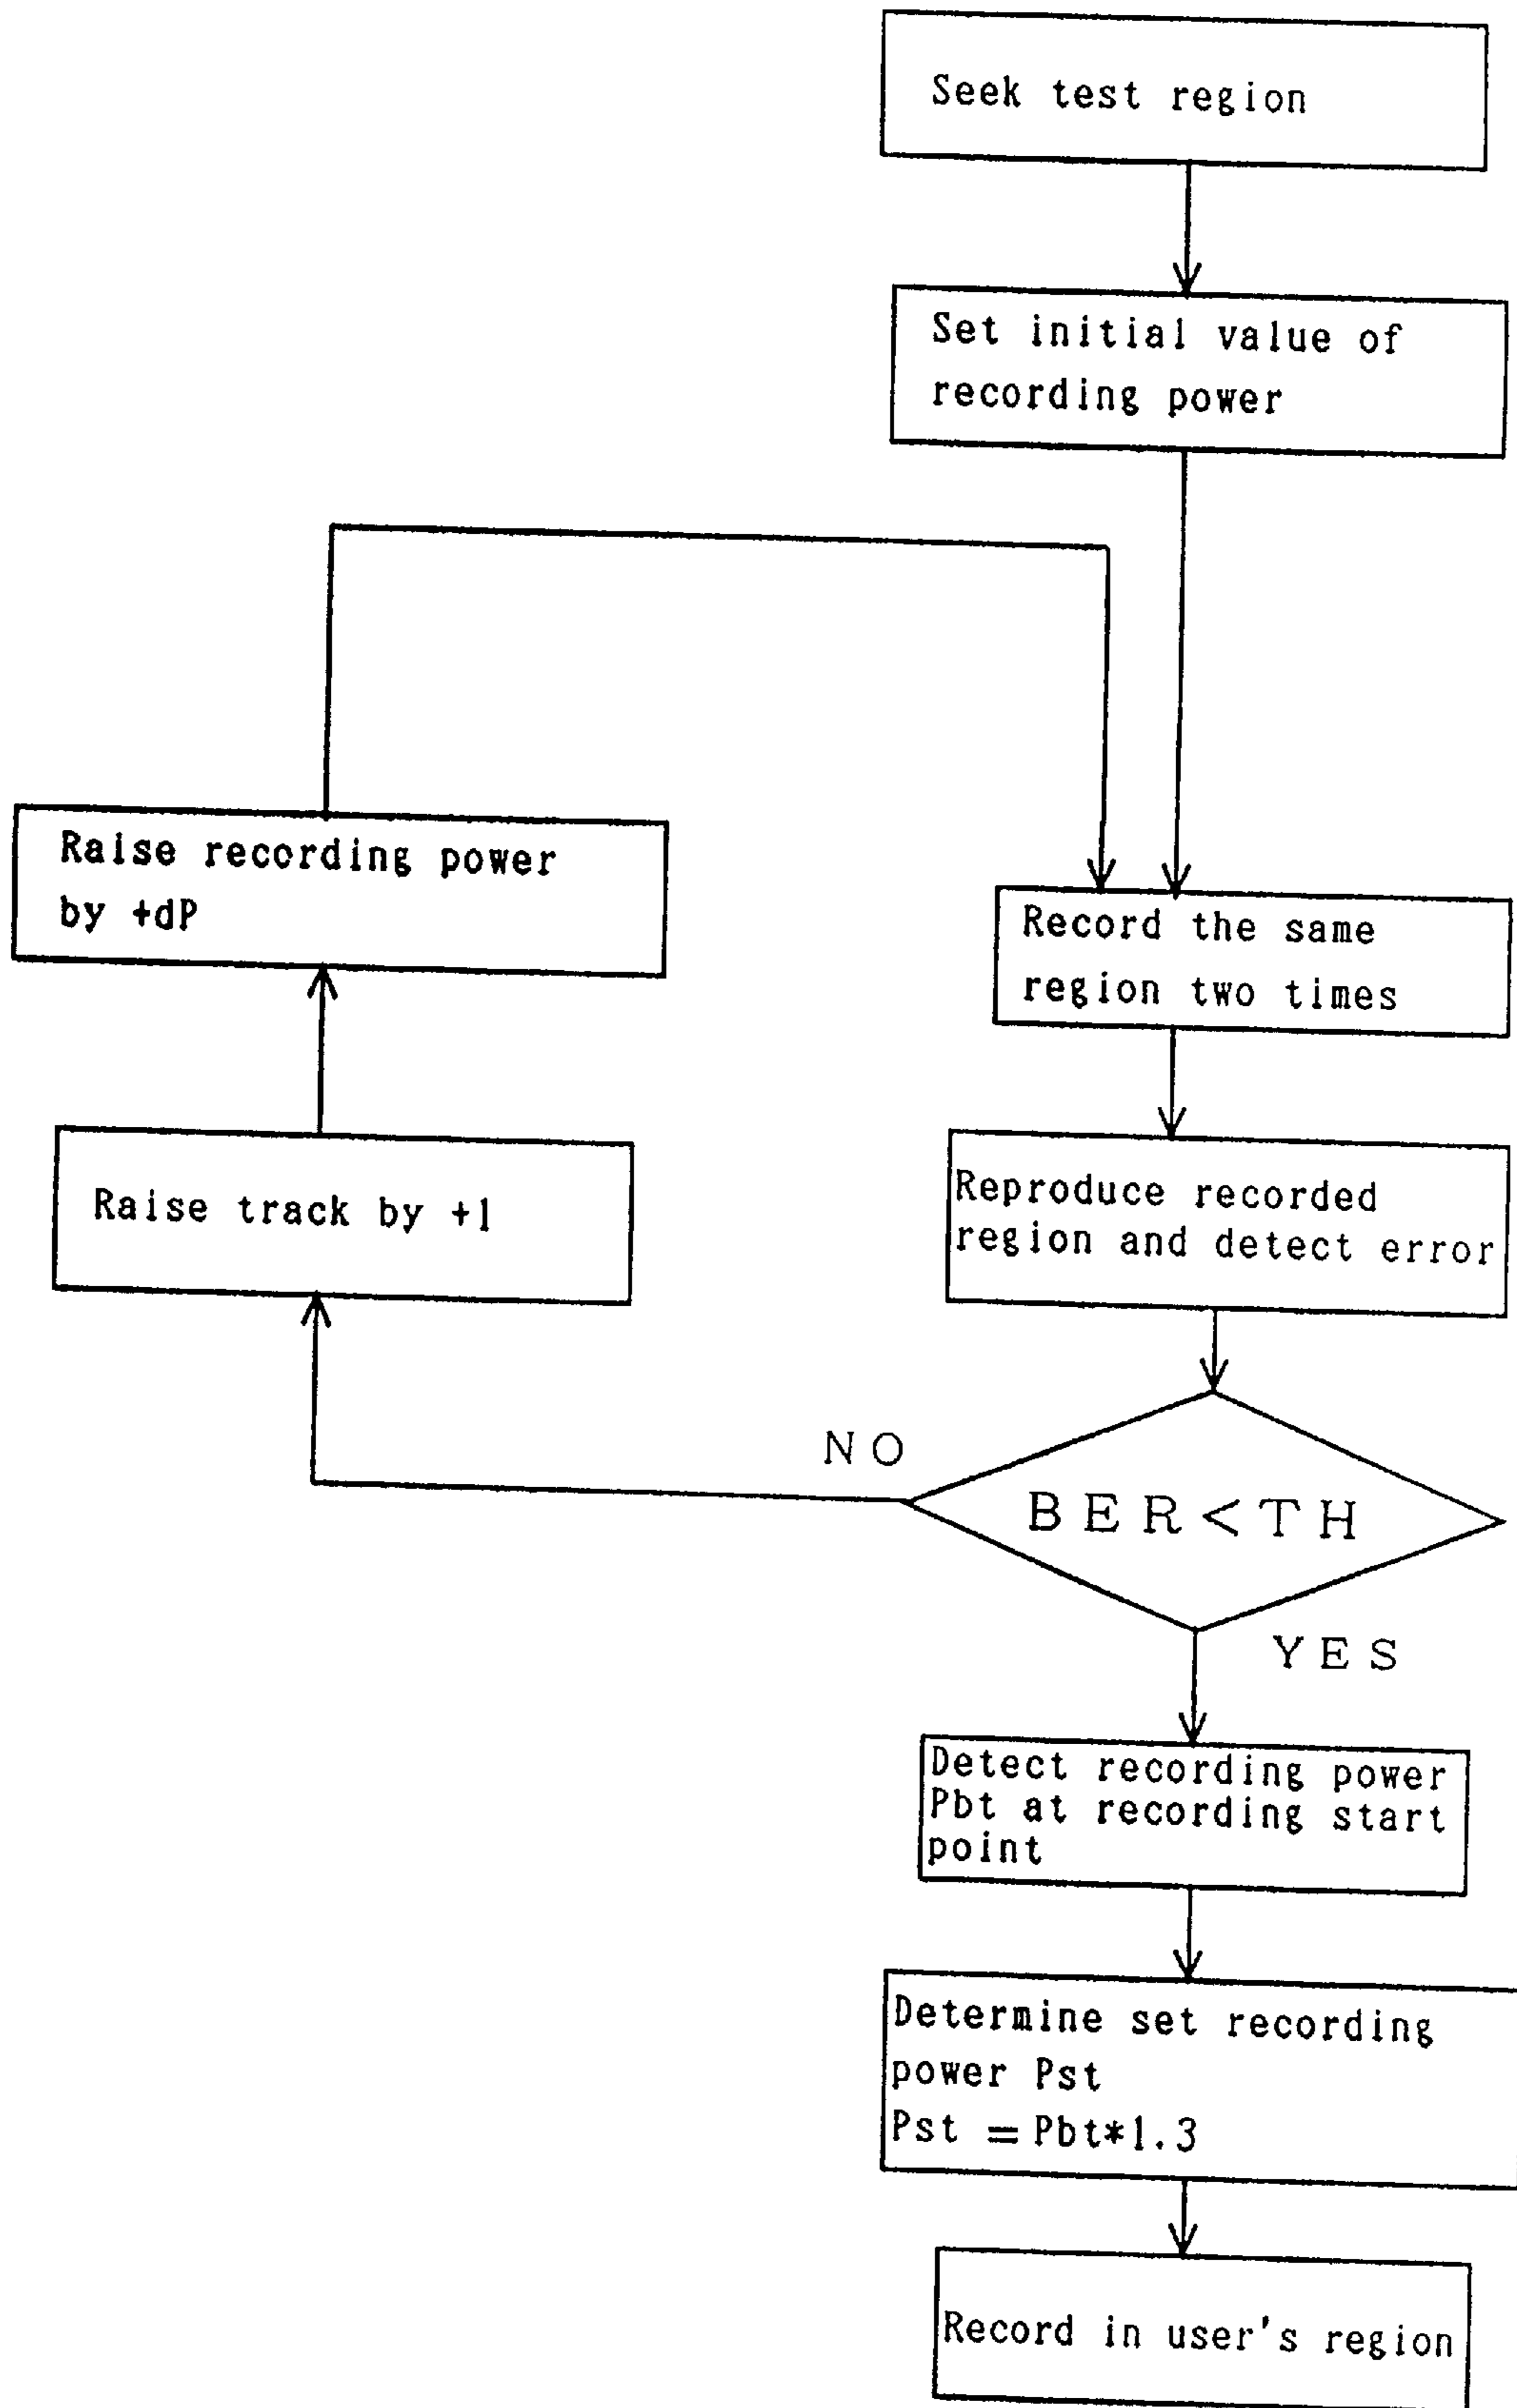 Seek test region
Set initial value of
recording power
Raise recording power
by +dP
Record the same
region two times
Raise track by +1
Reproduce recorded
region and detect error
NO
BER<TH
YES
Detect recording power
Pbt at recording start
point
Determine set recording
power Pst
Pst = Pbt*1.3
Record in user's region